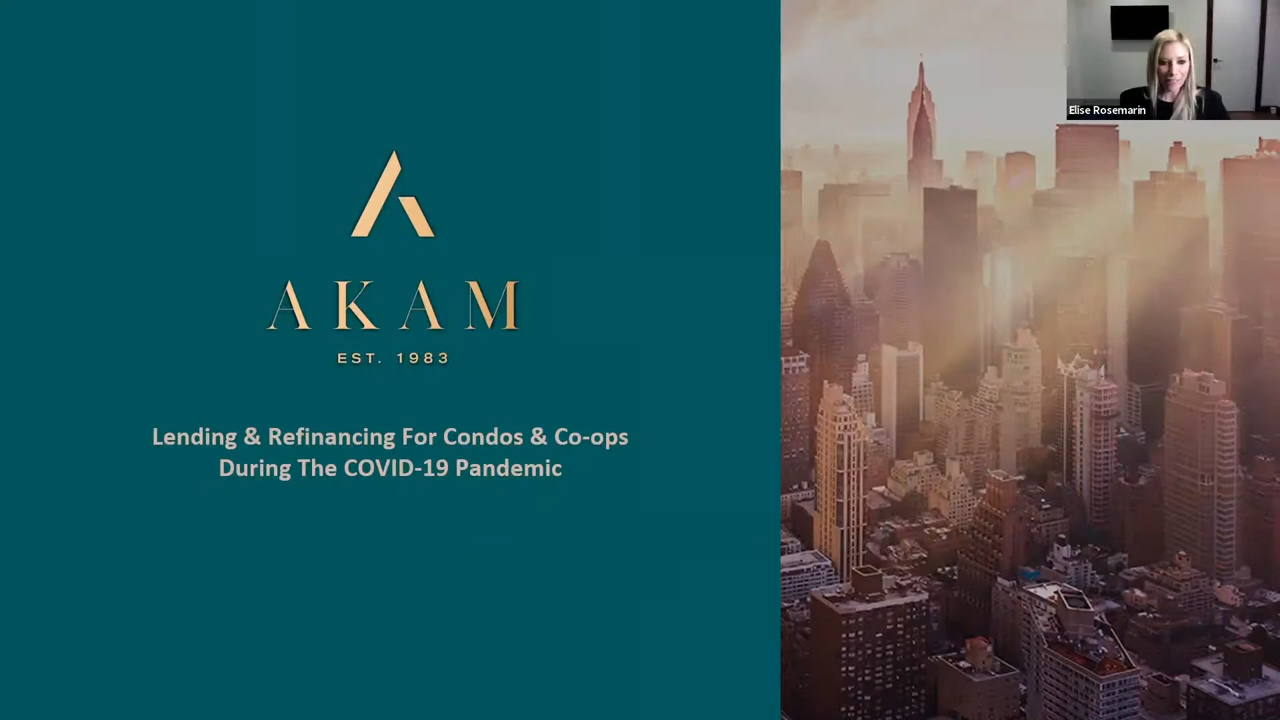 AKAM
EST. 1983
Lending & Refinancing For Condos & Co-ops
During The COVID-19 Pandemic
Elise Rosemarin